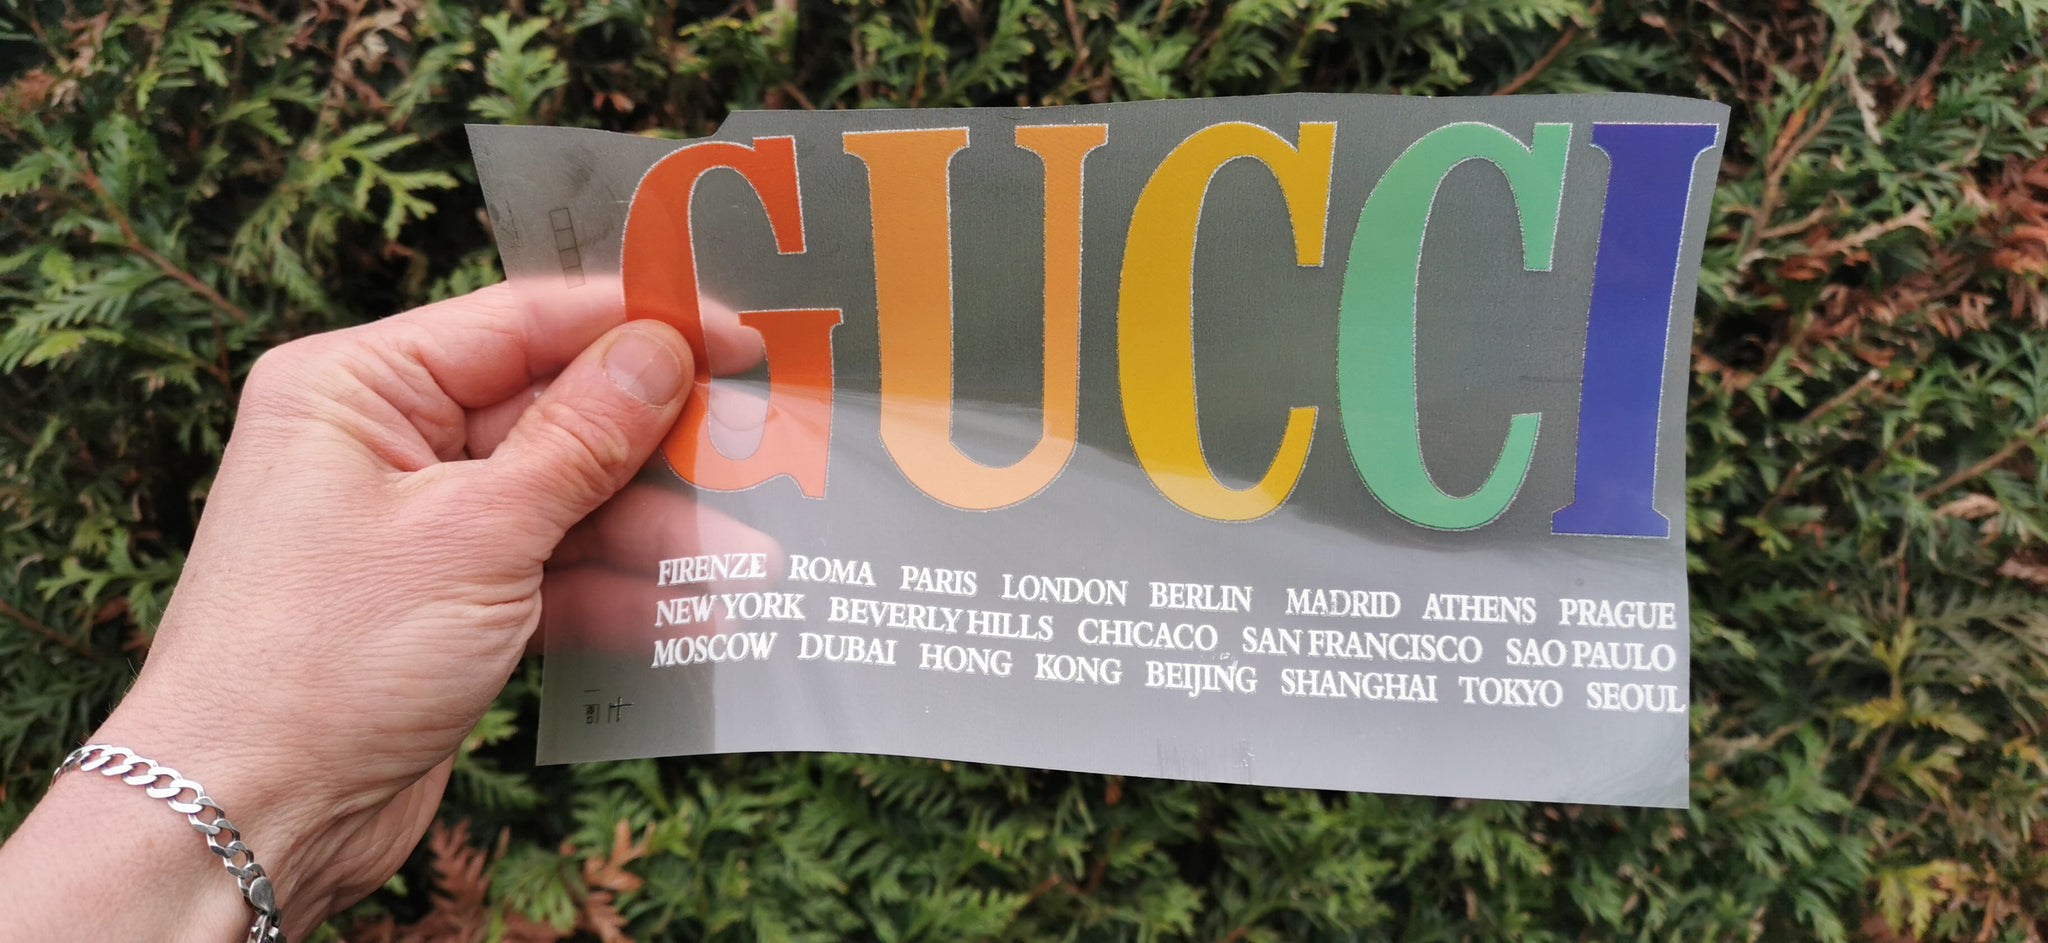 GUCCI
FIRENZE ROMA PARIS LONDON BERLIN MADRID ATHENS PRAGUE
NEW YORK BEVERLY HILLS CHICACO SAN FRANCISCO SAO PAULO
MOSCOW DUBAI HONG KONG BEIJING SHANGHAI TOKYO SEOUL